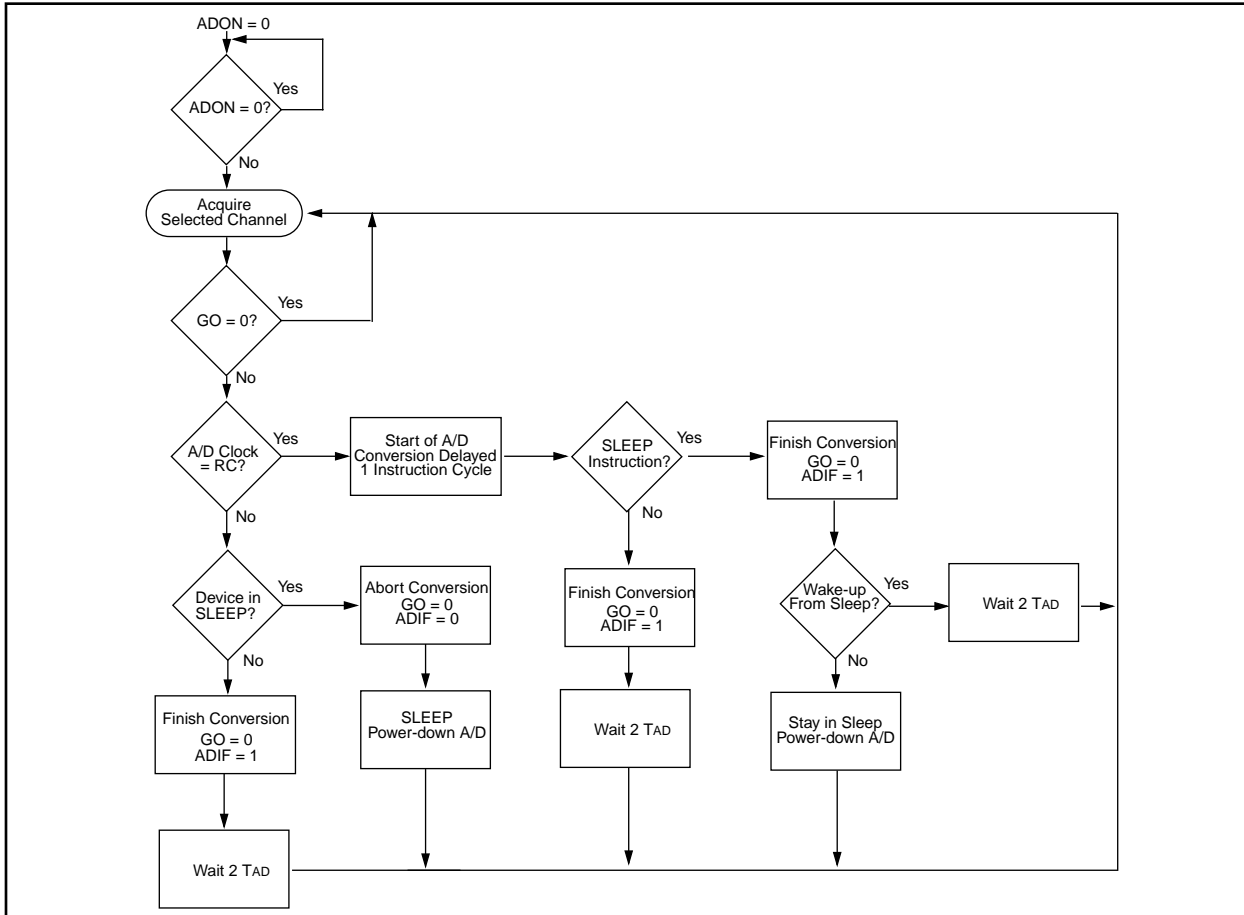 ADON = 0
Yes
ADON = 0?
No
Acquire
Selected Channel
Yes
GO = 0?
No
A/D Clock
= RC?
Yes
Start of A/D
Conversion Delayed
1 Instruction Cycle
SLEEP
Instruction?
Yes
Finish Conversion
GO = 0
ADIF = 1
No
No
Device in
SLEEP?
Yes
Abort Conversion
GO = 0
ADIF = 0
Finish Conversion
GO = 0
ADIF = 1
Wake-up
From Sleep?
Yes
Wait 2 TAD
No
No
Finish Conversion
GO = 0
ADIF = 1
SLEEP
Power-down A/D
Wait 2 TAD
Stay in Sleep
Power-down A/D
Wait 2 TAD